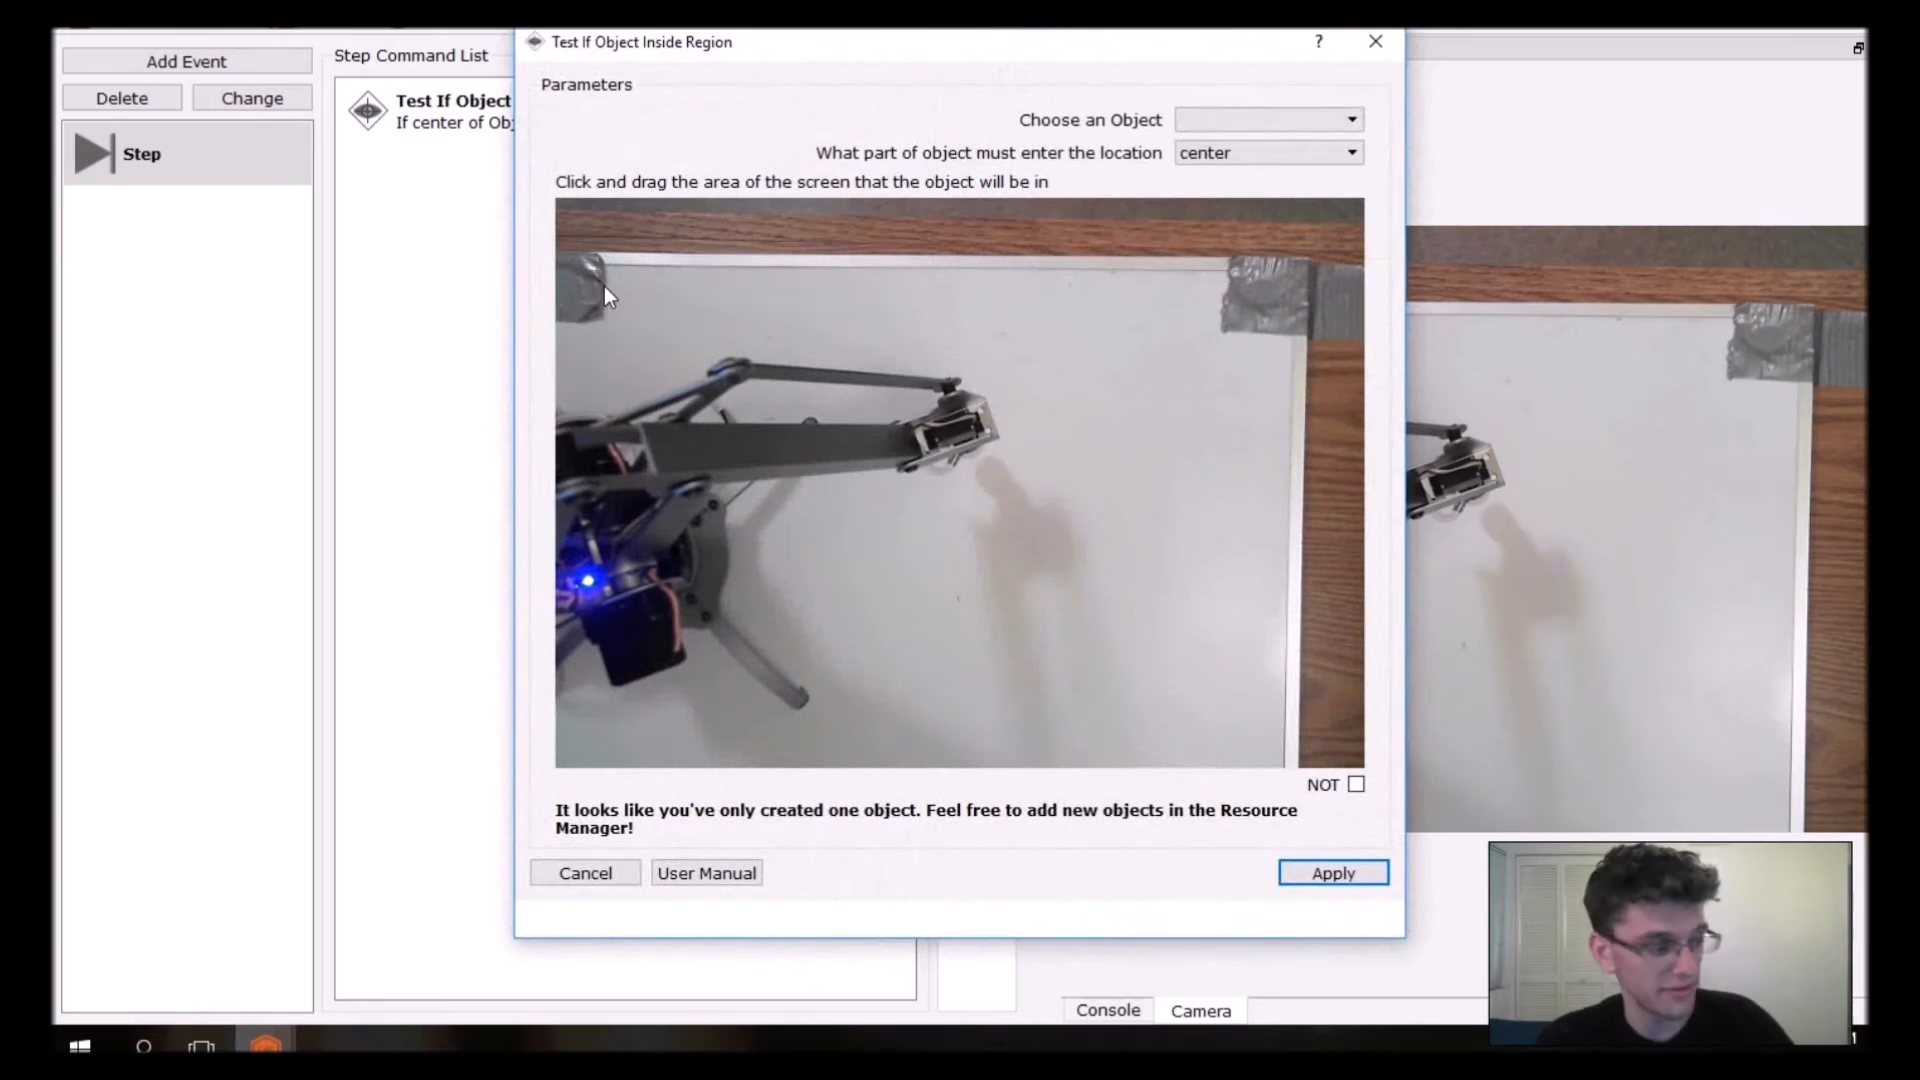 Add Event
Delete
Change
Step
Step Command List
Test If Object
If center of Obj
Test If Object Inside Region
?
Parameters
Choose an Object
What part of object must enter the location
center
Click and drag the area of the screen that the object will be in
NOT
It looks like you've only created one object. Feel free to add new objects in the Resource
Manager!
Cancel
User Manual
Apply
Console
Camera